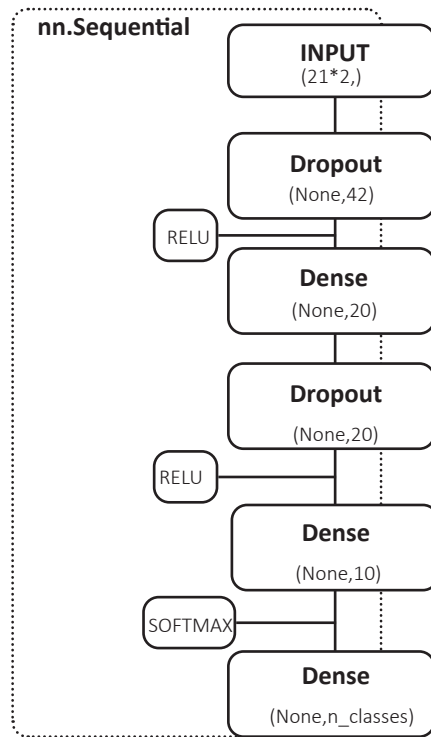 nn.Sequential
INPUT
(21*2,)
Dropout
(None,42)
RELU
Dense
(None,20)
Dropout
(None,20)
RELU
Dense
(None,10)
SOFTMAX
Dense
(None,n_classes)